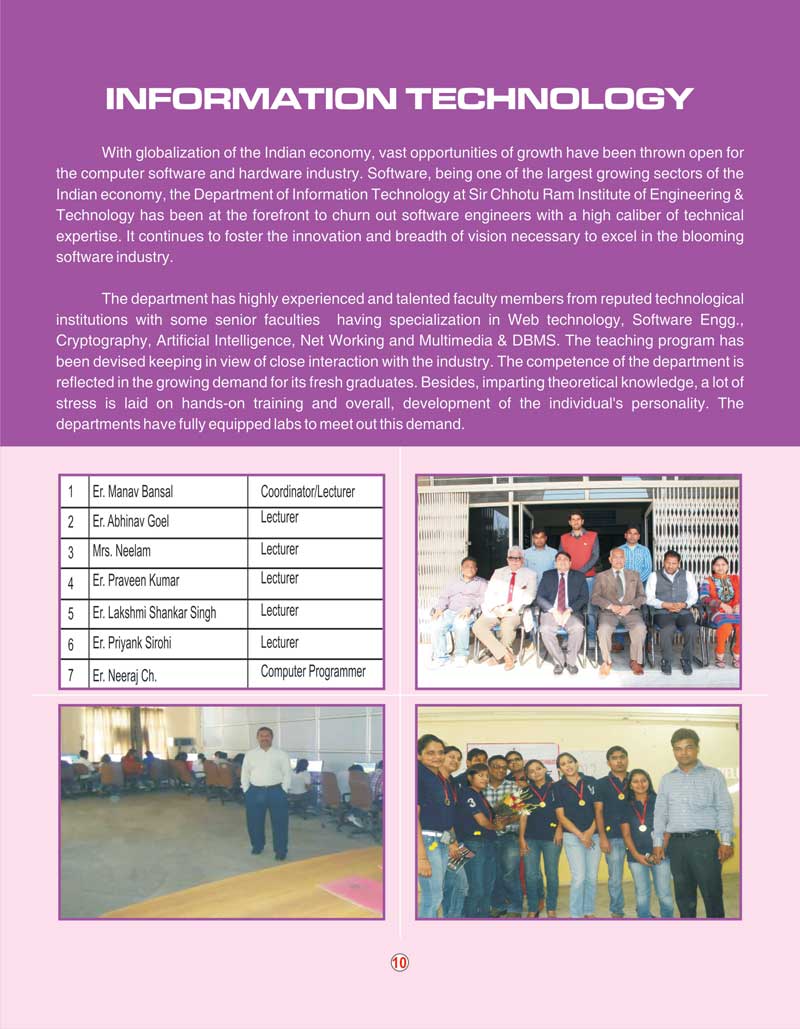 INFORMATION TECHNOLOGY
With globalization of the Indian economy, vast opportunities of growth have been thrown open for
the computer software and hardware industry. Software, being one of the largest growing sectors of the
Indian economy, the Department of Information Technology at Sir Chhotu Ram Institute of Engineering &
Technology has been at the forefront to churn out software engineers with a high caliber of technical
expertise. It continues to foster the innovation and breadth of vision necessary to excel in the blooming
software industry.
The department has highly experienced and talented faculty members from reputed technological
institutions with some senior faculties having specialization in Web technology, Software Engg.,
Cryptography, Artificial Intelligence, Net Working and Multimedia & DBMS. The teaching program has
been devised keeping in view of close interaction with the industry. The competence of the department is
reflected in the growing demand for its fresh graduates. Besides, imparting theoretical knowledge, a lot of
stress is laid on hands-on training and overall, development of the individual's personality. The
departments have fully equipped labs to meet out this demand.
1 Er. Manav Bansal Coordinator/Lecturer
2 Er. Abhinav Goel Lecturer
3 Mrs. Neelam Lecturer
4 Er. Praveen Kumar Lecturer
5 Er. Lakshmi Shankar Singh Lecturer
6 Er. Priyank Sirohi Lecturer
7 Er. Neeraj Ch. Computer Programmer
3
10